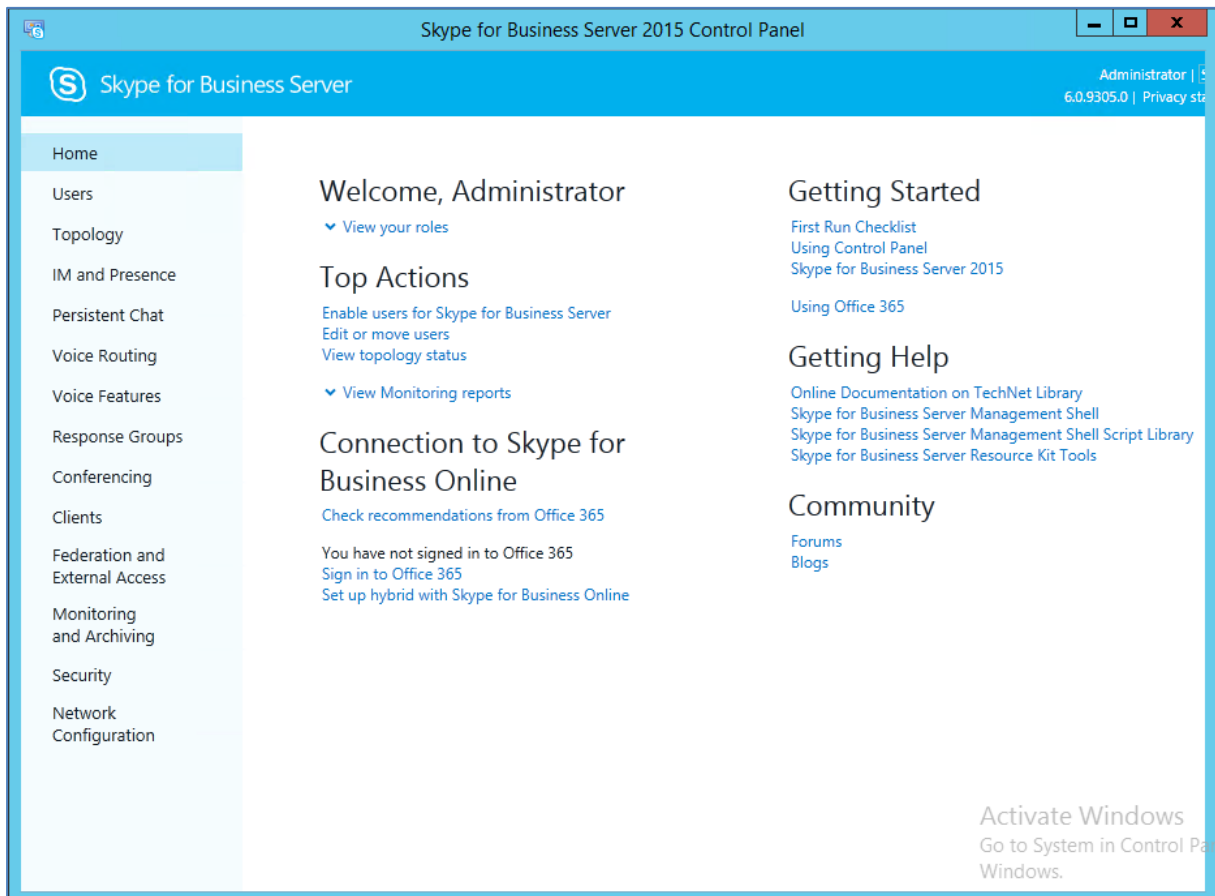 Skype for Business Server 2015 Control Panel
Skype for Business Server
Administrator |
6.0.9305.0 | Privacy
Home
Users
Topology
IM and Presence
Persistent Chat
Voice Routing
Voice Features
Response Groups
Conferencing
Clients
Federation and
External Access
Monitoring
and Archiving
Security
Network
Configuration
Welcome, Administrator
View your roles
Top Actions
Enable users for Skype for Business Server
Edit or move users
View topology status
View Monitoring reports
Connection to Skype for
Business Online
Check recommendations from Office 365
You have not signed in to Office 365
Sign in to Office 365
Set up hybrid with Skype for Business Online
Getting Started
First Run Checklist
Using Control Panel
Skype for Business Server 2015
Using Office 365
Getting Help
Online Documentation on TechNet Library
Skype for Business Server Management Shell
Skype for Business Server Management Shell Script Library
Skype for Business Server Resource Kit Tools
Community
Forums
Blogs
Activate Windows
Go to System in Control
Windows.